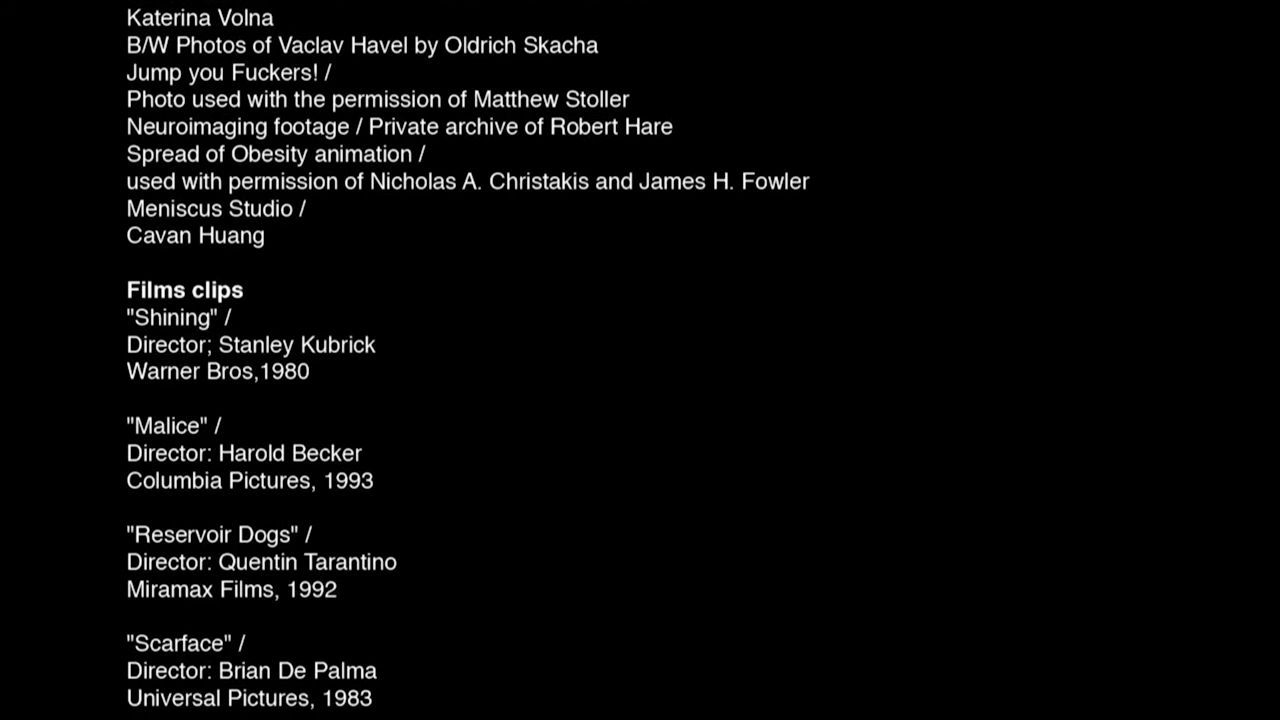 Katerina Volna
B/W Photos of Vaclav Havel by Oldrich Skacha
Jump you Fuckers! /
Photo used with the permission of Matthew Stoller
Neuroimaging footage / Private archive of Robert Hare
Spread of Obesity animation /
used with permission of Nicholas A. Christakis and James H. Fowler
Meniscus Studio /
Cavan Huang
Films clips
"Shining" /
Director; Stanley Kubrick
Warner Bros,1980
"Malice" /
Director: Harold Becker
Columbia Pictures, 1993
"Reservoir Dogs" /
Director: Quentin Tarantino
Miramax Films, 1992
"Scarface" /
Director: Brian De Palma
Universal Pictures, 1983